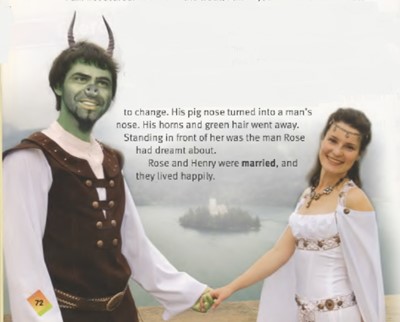 to change. His pig nose turned into a man's
nose. His horns and green hair went away.
Standing in front of her was the man Rose
had dreamt about.
Rose and Henry were married, and
they lived happily.
72